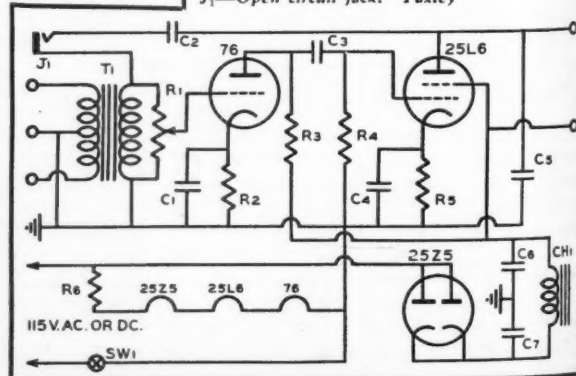 J1—Open circuit jack. Yaxley
C2
76
C3
25L6
J1
T1
R1
R3
R4
C5
C1
R2
C4
R5
25Z5
C6
CH1
R6
25Z5
25L6
76
C7
115 V. AC. OR DC.
SW1